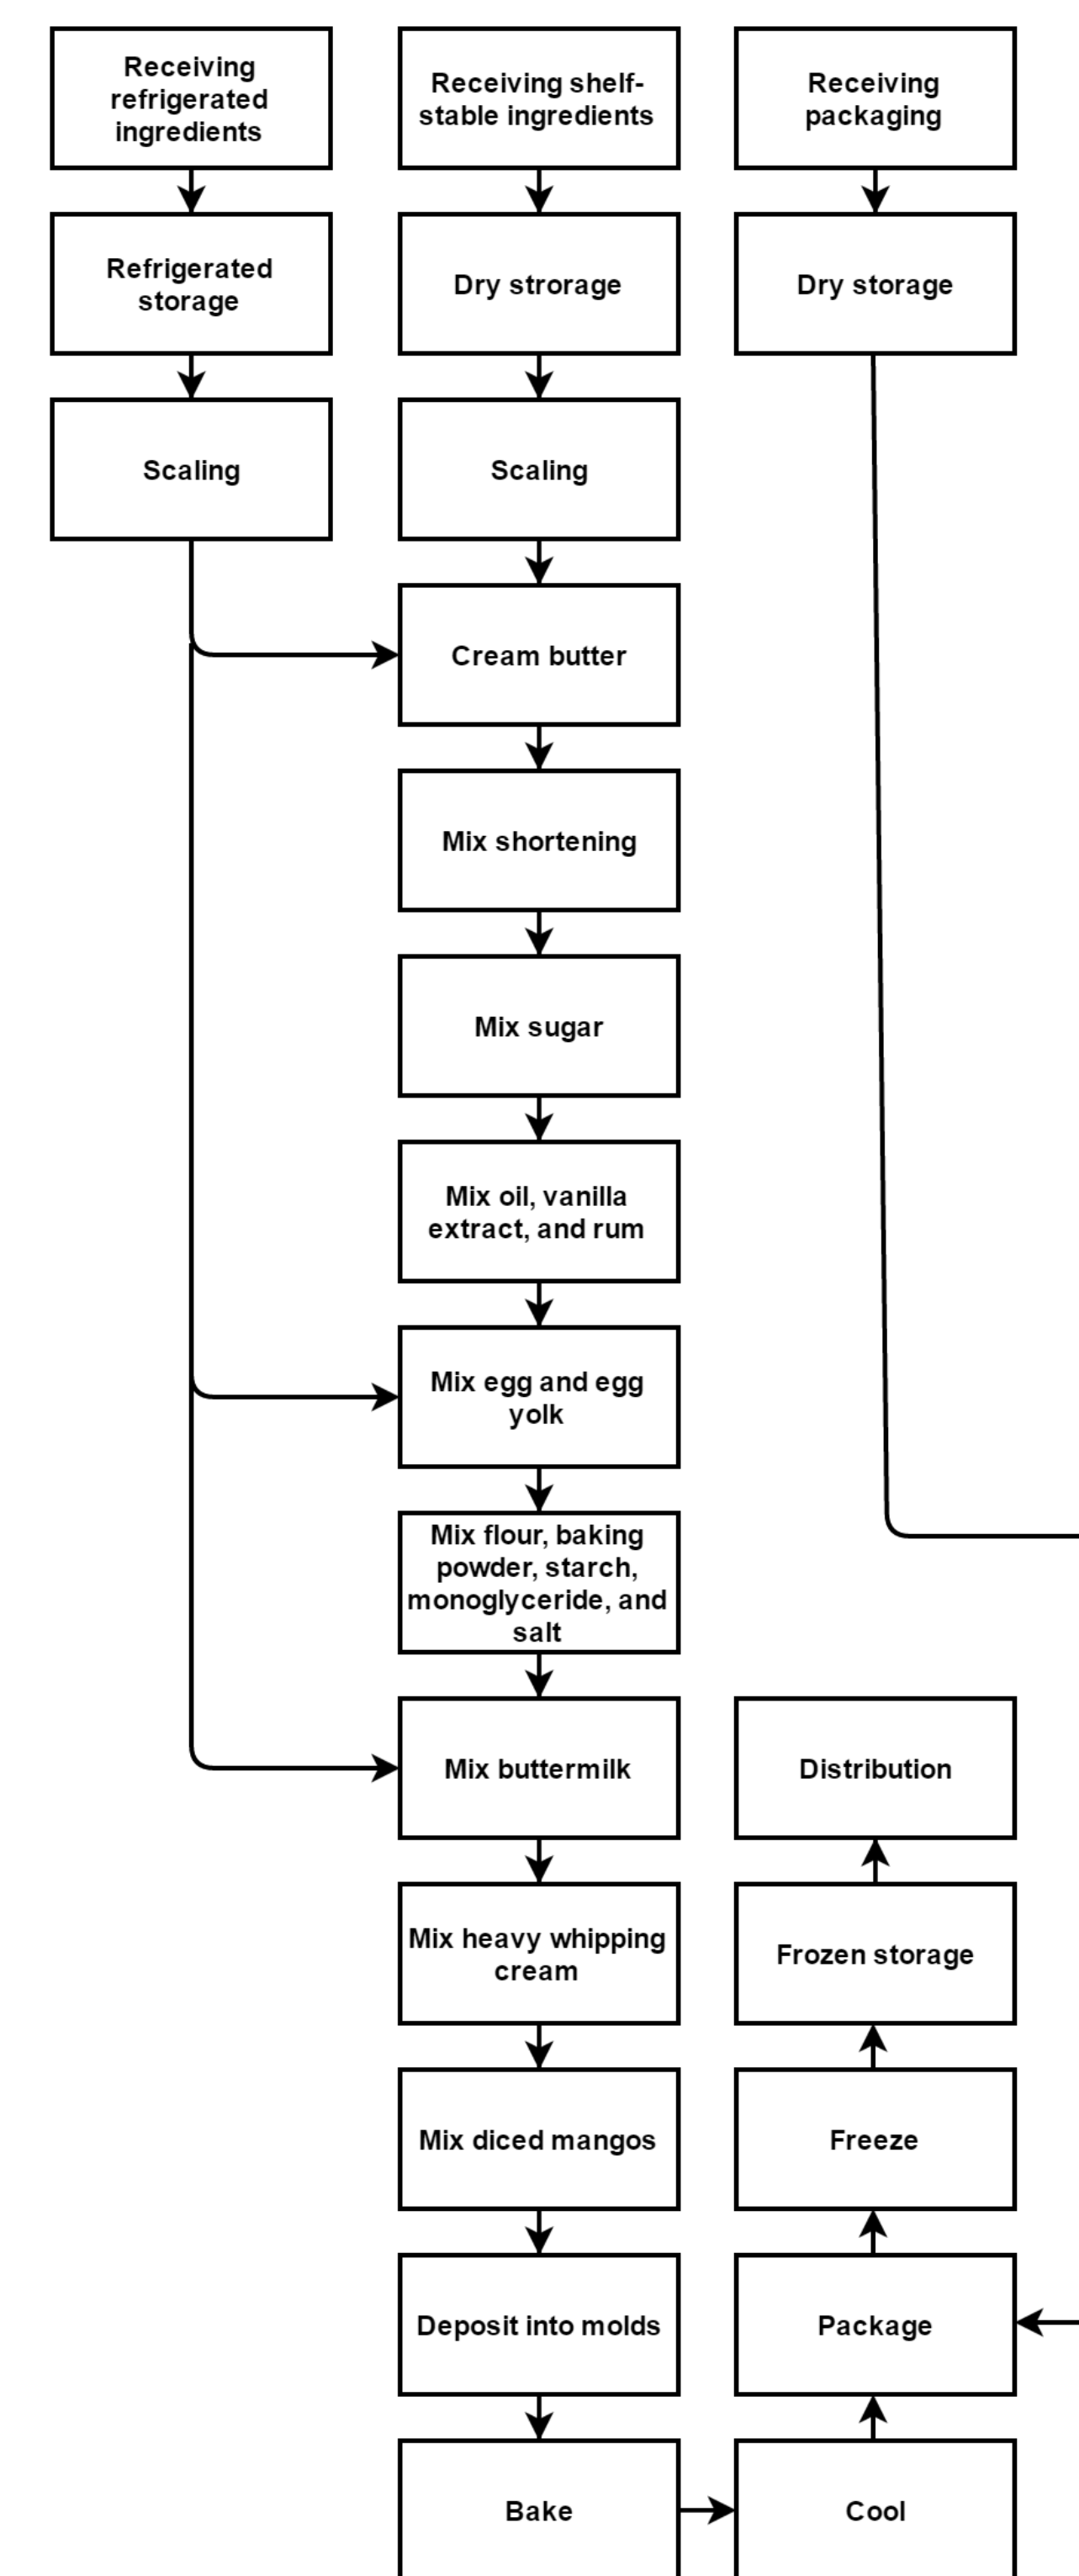 Receiving
refrigerated
ingredients
Receiving shelf-
stable ingredients
Receiving
packaging
Refrigerated
storage
Dry strorage
Dry storage
Scaling
Scaling
Cream butter
Mix shortening
Mix sugar
Mix oil, vanilla
extract, and rum
Mix egg and egg
yolk
Mix flour, baking
powder, starch,
monoglyceride, and
salt
Mix buttermilk
Distribution
Mix heavy whipping
cream
Frozen storage
Mix diced mangos
Freeze
Deposit into molds
Package
Bake
Cool